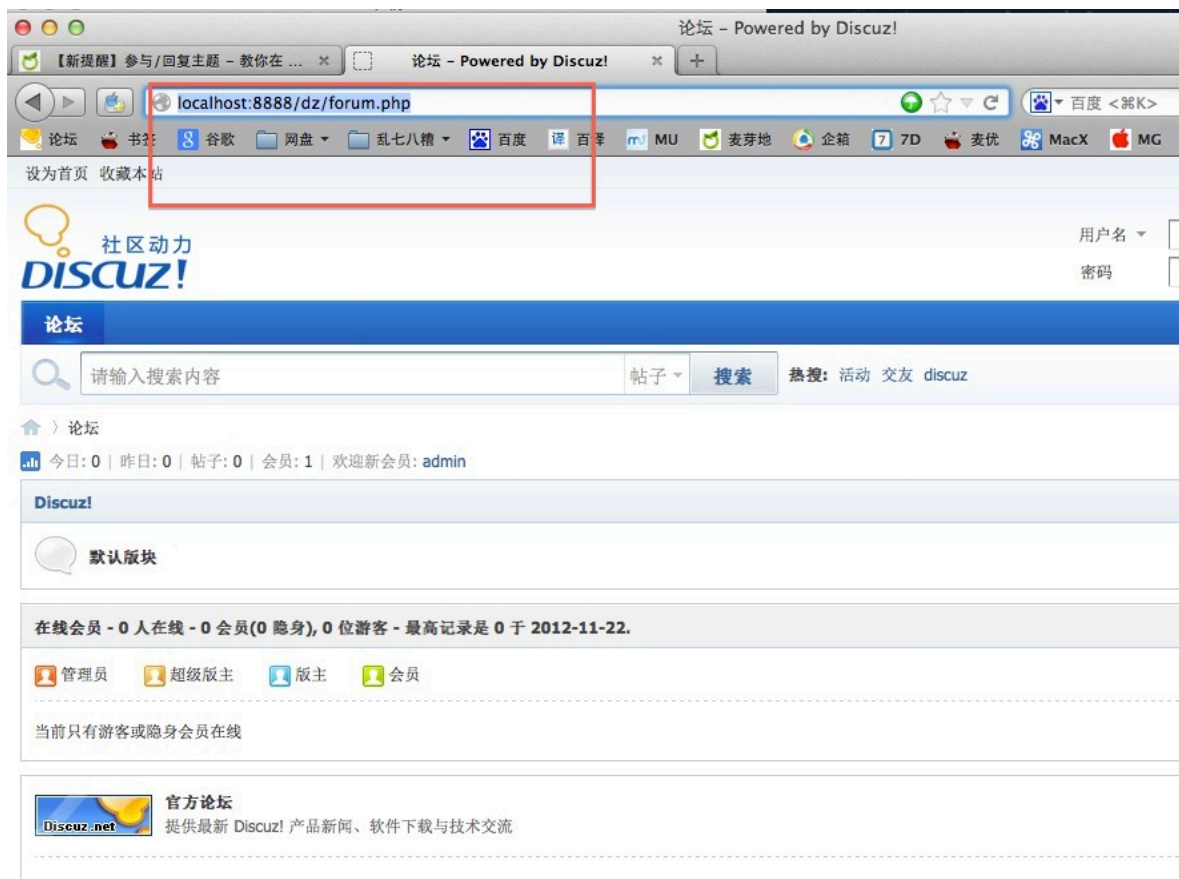 论坛 – Powered by Discuz!
【新提醒】参与/回复主题 – 教你在 ... × 论坛 – Powered by Discuz! × +
localhost:8888/dz/forum.php 百度 <⌘K>
论坛 书签 谷歌 网盘 乱七八糟 百度 译 百译 m MU 麦芽地 企箱 7 7D 麦优 MacX MG
设为首页 收藏本站
社区动力
DISCUZ!
用户名
密码
论坛
请输入搜索内容 帖子 搜索 热搜: 活动 交友 discuz
〉论坛
今日: 0 | 昨日: 0 | 帖子: 0 | 会员: 1 | 欢迎新会员: admin
Discuz!
默认版块
在线会员 - 0 人在线 - 0 会员(0 隐身), 0 位游客 - 最高记录是 0 于 2012-11-22.
管理员 超级版主 版主 会员
当前只有游客或隐身会员在线
Discuz.net
官方论坛
提供最新 Discuz! 产品新闻、软件下载与技术交流